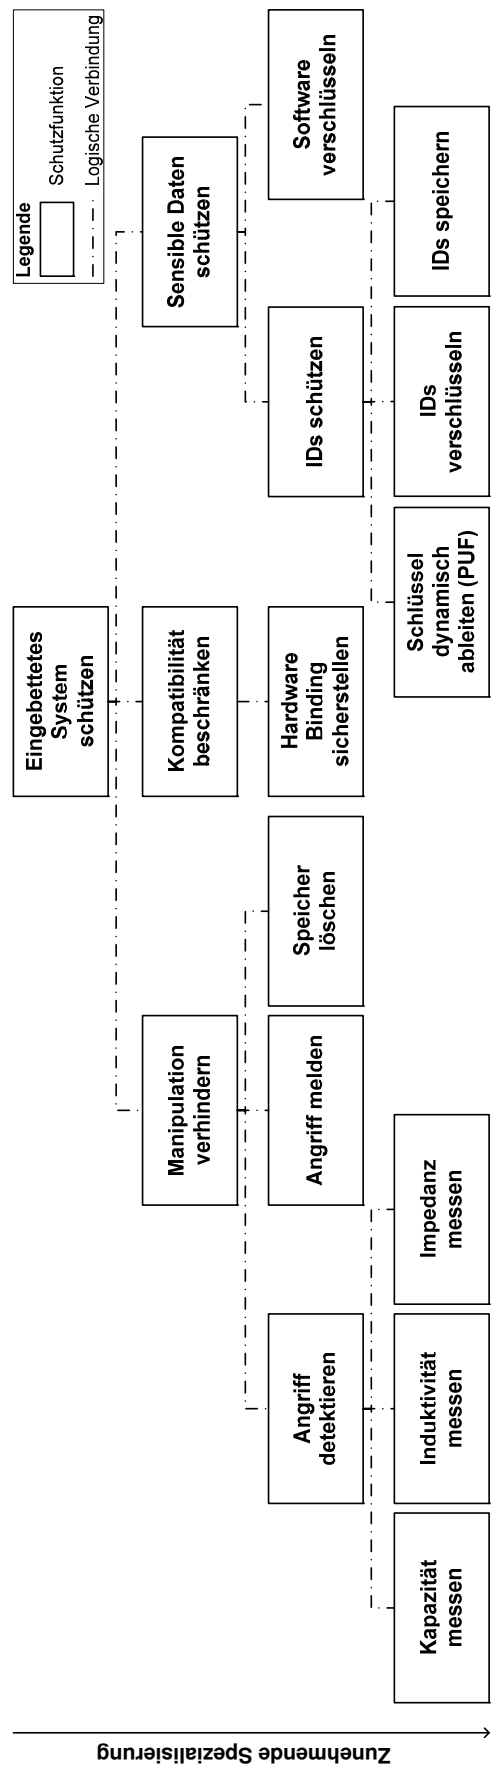 Legende
Schutzfunktion
Logische Verbindung
Eingebettetes
System
schützen
Manipulation
verhindern
Kompatibilität
beschränken
Sensible Daten
schützen
Angriff
detektieren
Angriff melden
Speicher
löschen
Hardware
Binding
sicherstellen
IDs schützen
Software
verschlüsseln
Kapazität
messen
Induktivität
messen
Impedanz
messen
Schlüssel
dynamisch
ableiten (PUF)
IDs
verschlüsseln
IDs speichern
Zunehmende Spezialisierung